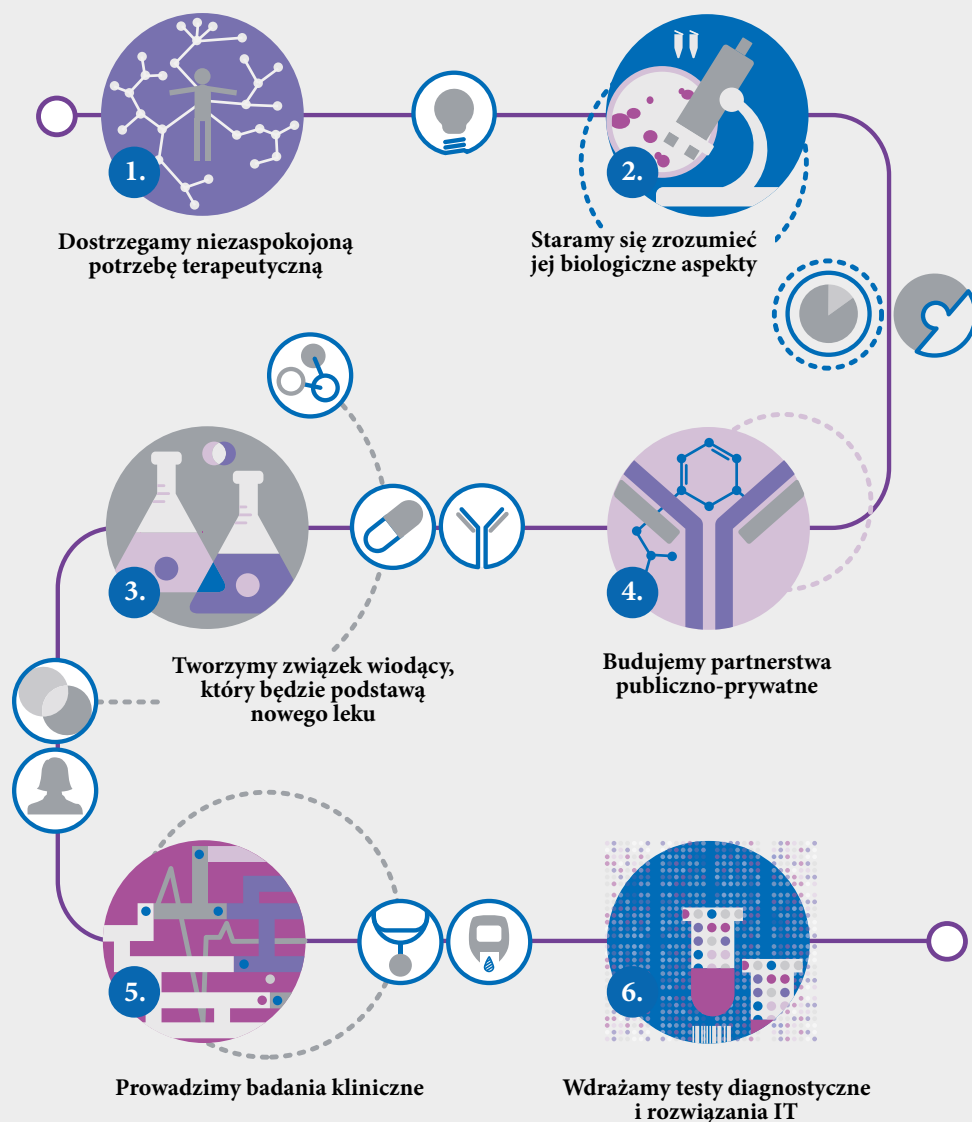 1.
Dostrzegamy niezaspokojoną
potrzebę terapeutyczną
2.
Staramy się zrozumieć
jej biologiczne aspekty
3.
Tworzymy związek wiodący,
który będzie podstawą
nowego leku
4.
Budujemy partnerstwa
publiczno-prywatne
5.
Prowadzimy badania kliniczne
6.
Wdrażamy testy diagnostyczne
i rozwiązania IT